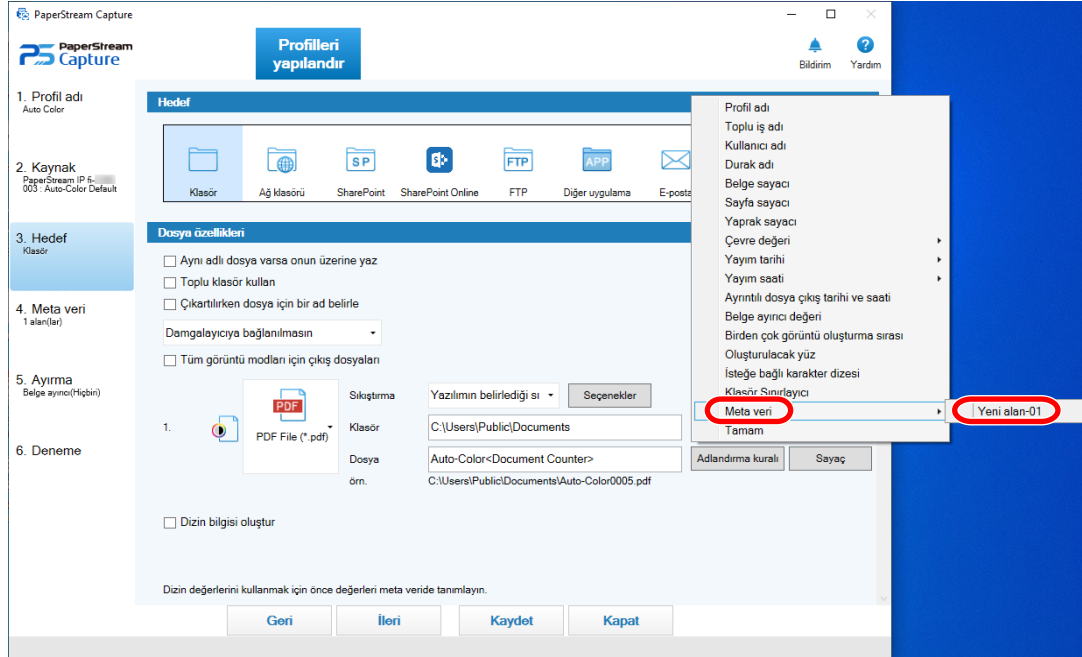 PaperStream Capture
PaperStream
Capture
Profilleri
yapılandır
Bildirim
Yardım
1. Profil adı
Auto Color
2. Kaynak
PaperStream IP fi-
003 : Auto-Color Default
3. Hedef
Klasör
4. Meta veri
1 alan(lar)
5. Ayırma
Belge ayırıcı(Hiçbiri)
6. Deneme
Hedef
Klasör
Ağ klasörü
SP
SharePoint
SharePoint Online
FTP
FTP
APP
Diğer uygulama
E-posta
Dosya özellikleri
Aynı adlı dosya varsa onun üzerine yaz
Toplu klasör kullan
Çıkartılırken dosya için bir ad belirle
Damgalayıcıya bağlanılmasın
Tüm görüntü modları için çıkış dosyaları
1.
PDF
PDF File (*.pdf)
Sıkıştırma
Yazılımın belirlediği sı
Seçenekler
Klasör
C:\Users\Public\Documents
Dosya
Auto-Color<Document Counter>
Adlandırma kuralı
Sayaç
örn.
C:\Users\Public\Documents\Auto-Color0005.pdf
Dizin bilgisi oluştur
Dizin değerlerini kullanmak için önce değerleri meta veride tanımlayın.
Geri
İleri
Kaydet
Kapat
Profil adı
Toplu iş adı
Kullanıcı adı
Durak adı
Belge sayacı
Sayfa sayacı
Yaprak sayacı
Çevre değeri
Yayım tarihi
Yayım saati
Ayrıntılı dosya çıkış tarihi ve saati
Belge ayırıcı değeri
Birden çok görüntü oluşturma sırası
Oluşturulacak yüz
İsteğe bağlı karakter dizesi
Klasör Sınırlayıcı
Meta veri
Yeni alan-01
Tamam